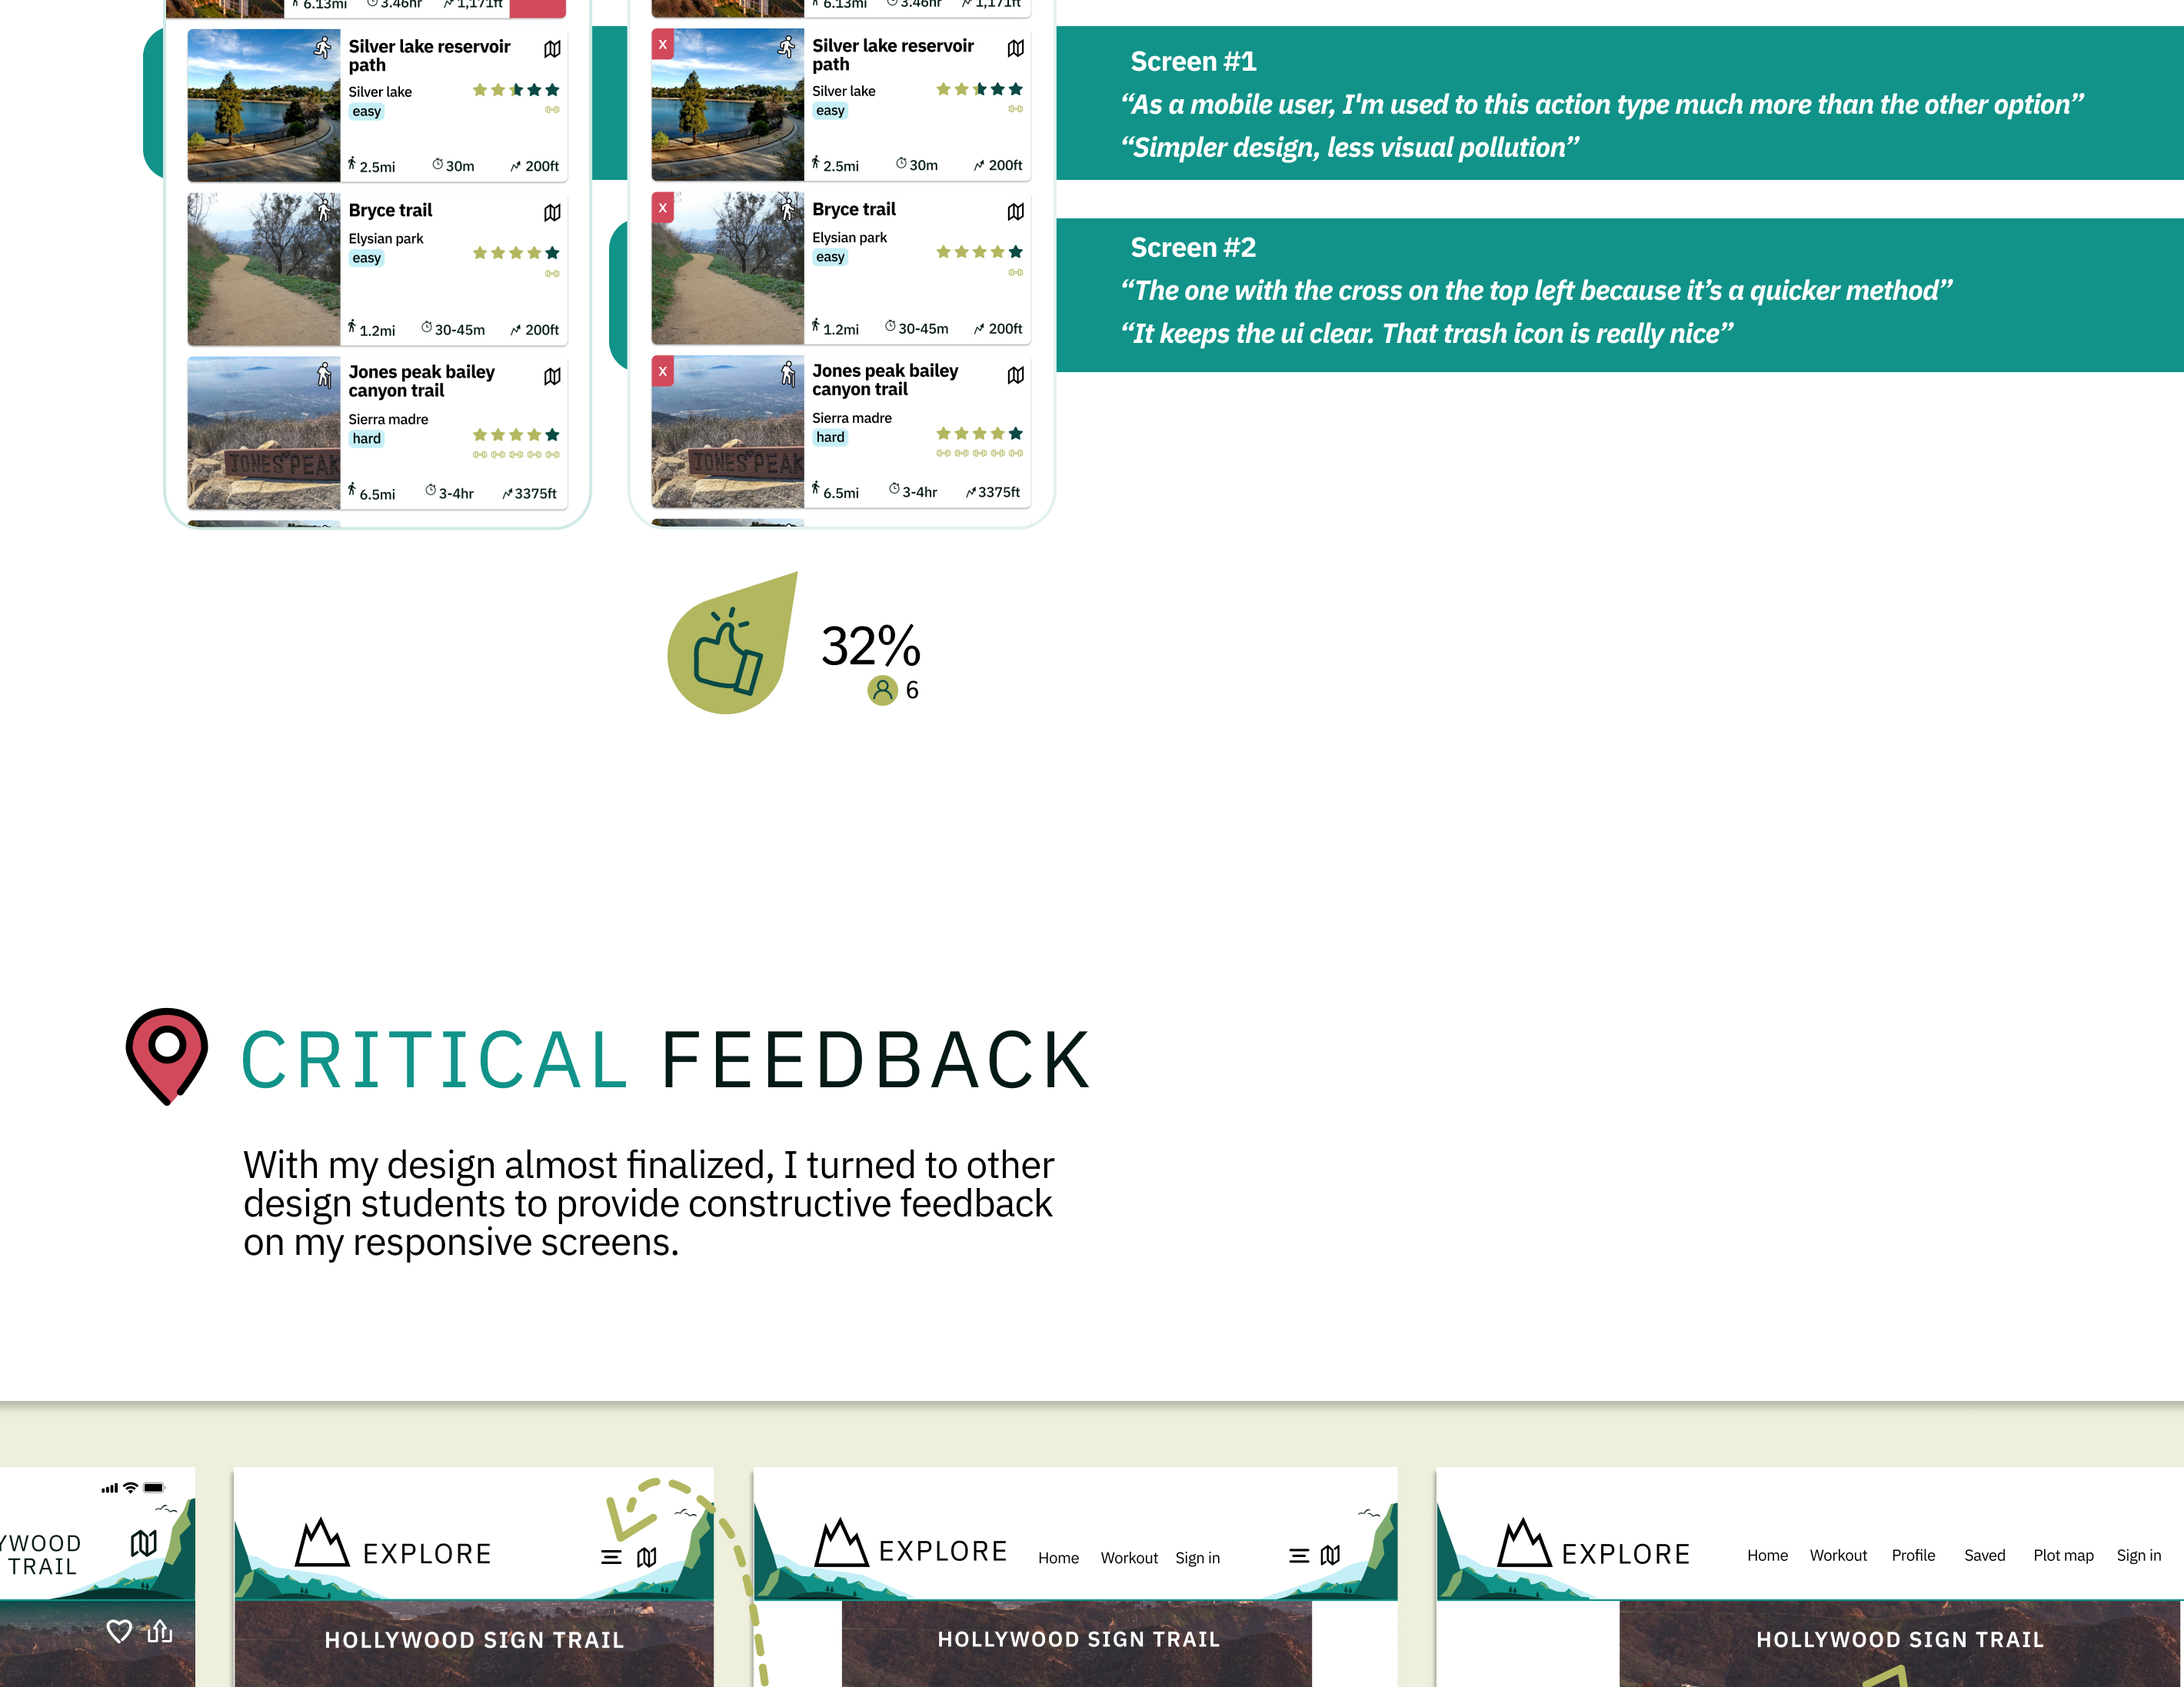 6.13mi 3.46hr 1,171ft
Silver lake reservoir
path
Silver lake
easy
2.5mi 30m 200ft
Bryce trail
Elysian park
easy
1.2mi 30-45m 200ft
Jones peak bailey
canyon trail
Sierra madre
hard
JONES PEAK
6.5mi 3-4hr 3375ft
6.13mi 3.46hr 1,171ft
X
Silver lake reservoir
path
Silver lake
easy
2.5mi 30m 200ft
X
Bryce trail
Elysian park
easy
1.2mi 30-45m 200ft
X
Jones peak bailey
canyon trail
Sierra madre
hard
JONES PEAK
6.5mi 3-4hr 3375ft
Screen #1
“As a mobile user, I'm used to this action type much more than the other option”
“Simpler design, less visual pollution”
Screen #2
“The one with the cross on the top left because it’s a quicker method”
“It keeps the ui clear. That trash icon is really nice”
32%
6
CRITICAL FEEDBACK
With my design almost finalized, I turned to other
design students to provide constructive feedback
on my responsive screens.
YWOOD
TRAIL
EXPLORE
HOLLYWOOD SIGN TRAIL
EXPLORE Home Workout Sign in
HOLLYWOOD SIGN TRAIL
EXPLORE Home Workout Profile Saved Plot map Sign in
HOLLYWOOD SIGN TRAIL